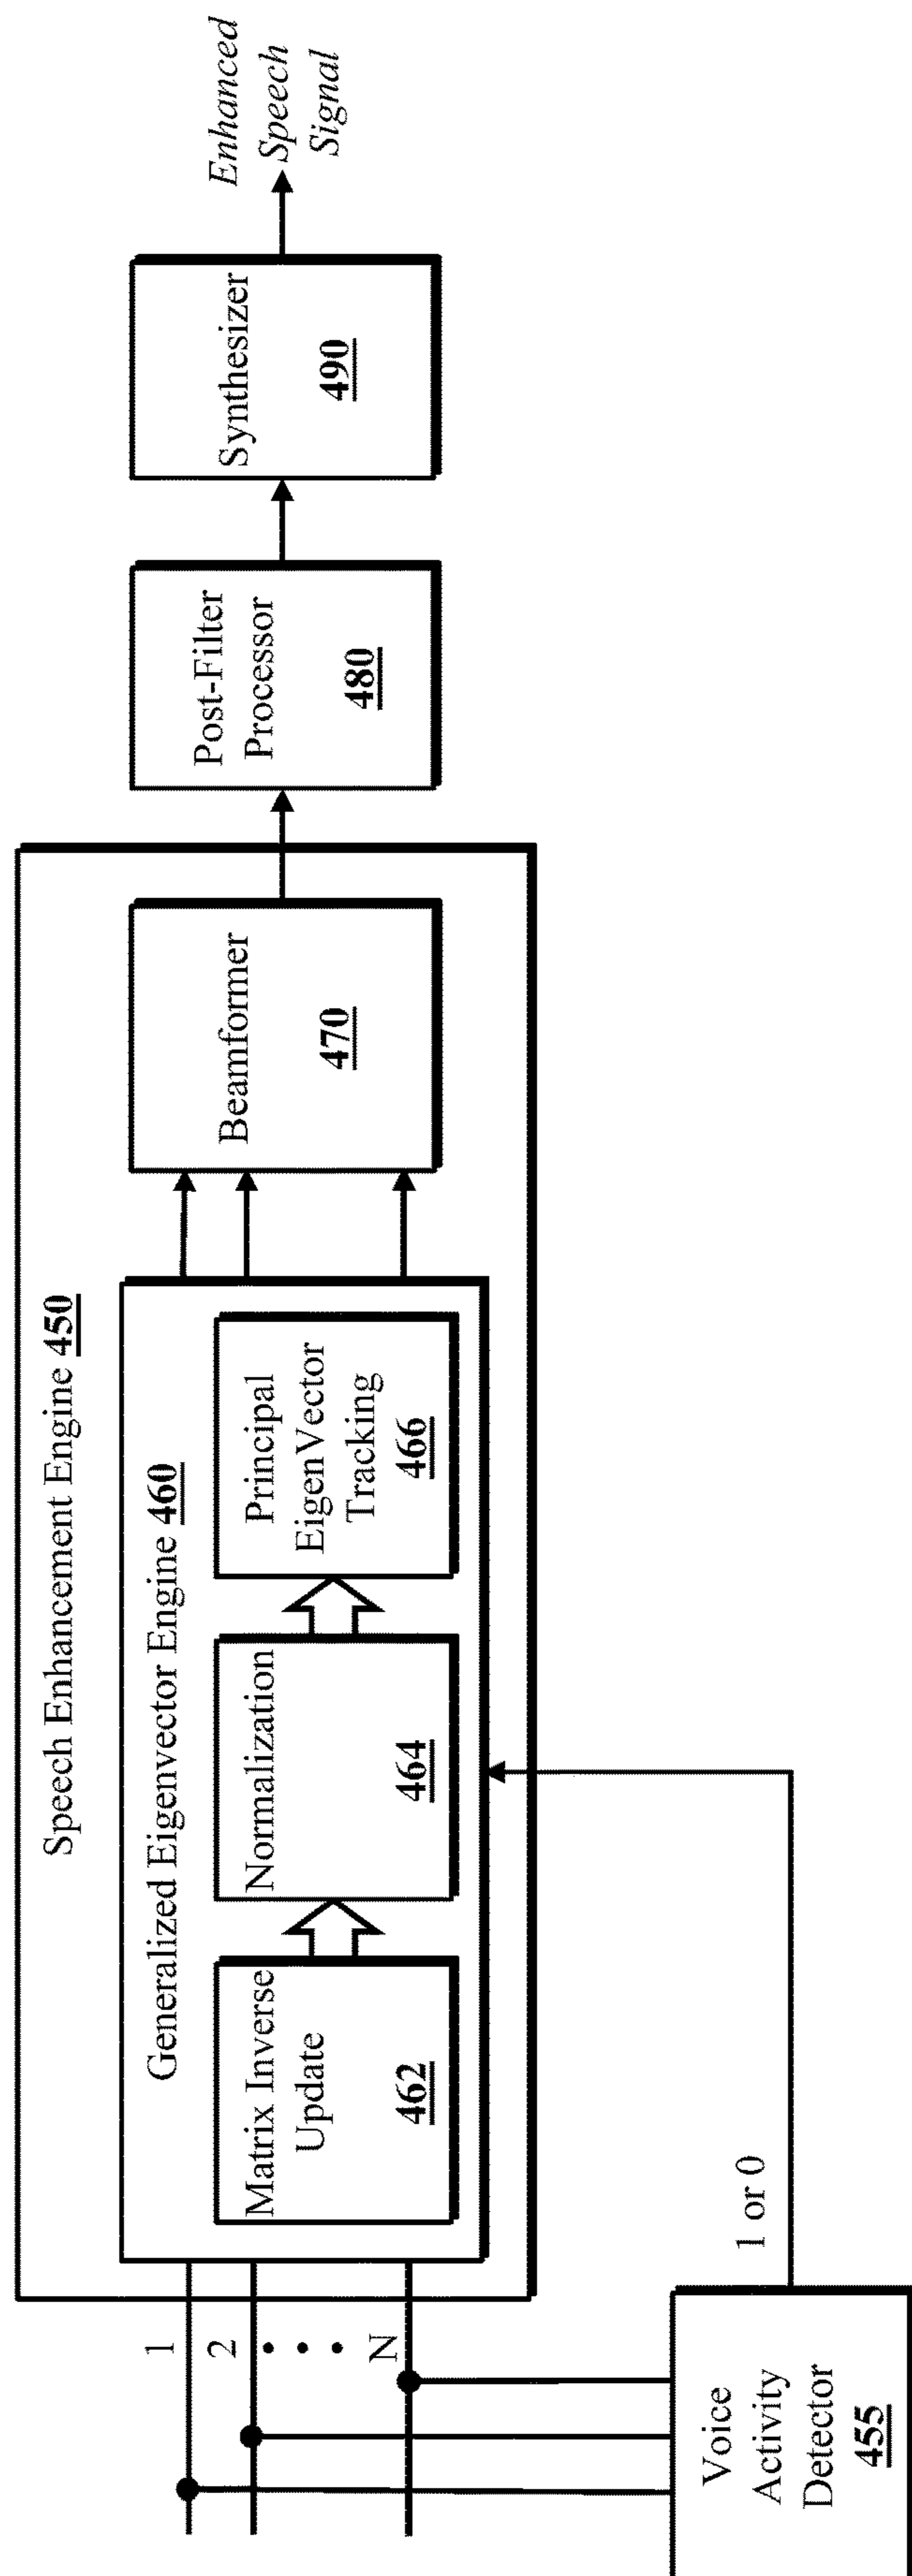 Speech Enhancement Engine 450
Generalized Eigenvector Engine 460
1
2
N
Matrix Inverse
Update
462
Normalization
464
Principal
EigenVector
Tracking
466
Beamformer
470
Post-Filter
Processor
480
Synthesizer
490
Enhanced
Speech
Signal
Voice
Activity
Detector
455
1 or 0